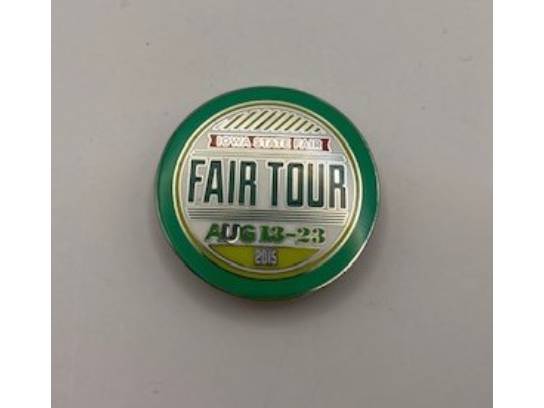 IOWA STATE FAIR
FAIR TOUR
AUG 13-23
2015